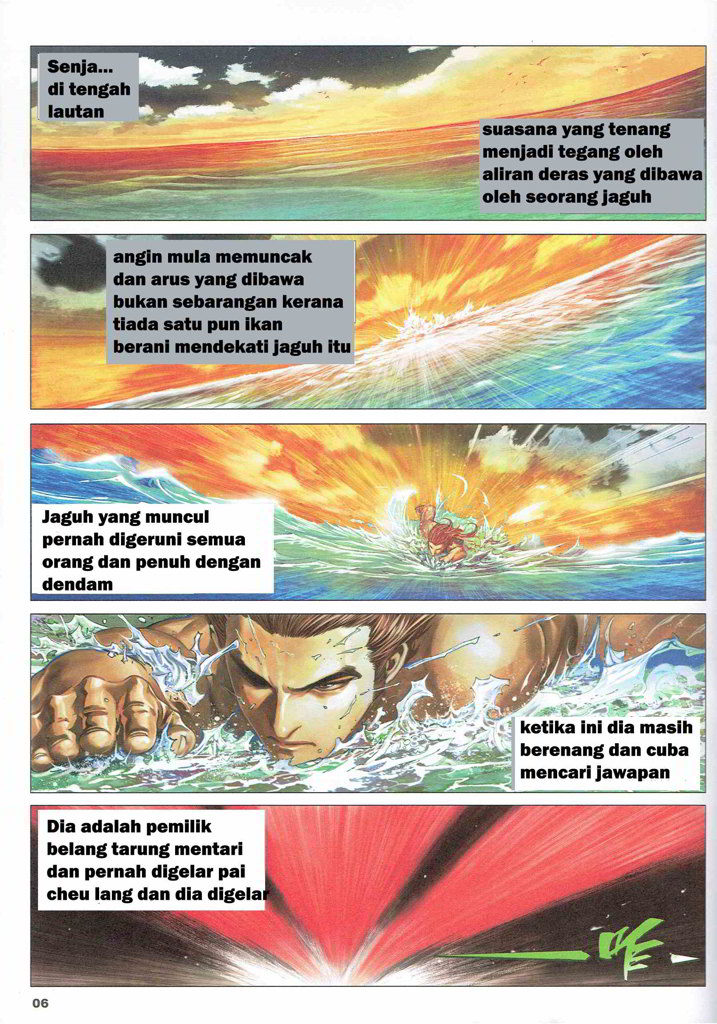 Senja...
di tengah
lautan
suasana yang tenang
menjadi tegang oleh
aliran deras yang dibawa
oleh seorang jaguh
angin mula memuncak
dan arus yang dibawa
bukan sebarangan kerana
tiada satu pun ikan
berani mendekati jaguh itu
Jaguh yang muncul
pernah digeruni semua
orang dan penuh dengan
dendam
ketika ini dia masih
berenang dan cuba
mencari jawapan
Dia adalah pemilik
belang tarung mentari
dan pernah digelar pai
cheu lang dan dia digelar
06